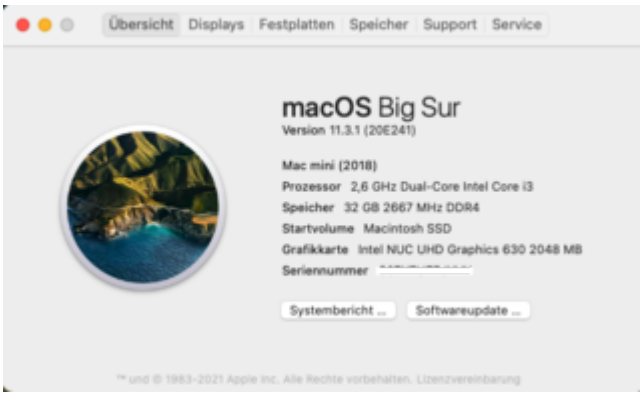 Übersicht Displays Festplatten Speicher Support Service
macOS Big Sur
Version 11.3.1 (20E241)
Mac mini (2018)
Prozessor 2,6 GHz Dual-Core Intel Core i3
Speicher 32 GB 2667 MHz DDR4
Startvolume Macintosh SSD
Grafikkarte Intel NUC UHD Graphics 630 2048 MB
Seriennummer
Systembericht ... Softwareupdate ...
™ und © 1983-2021 Apple Inc. Alle Rechte vorbehalten. Lizenzvereinbarung